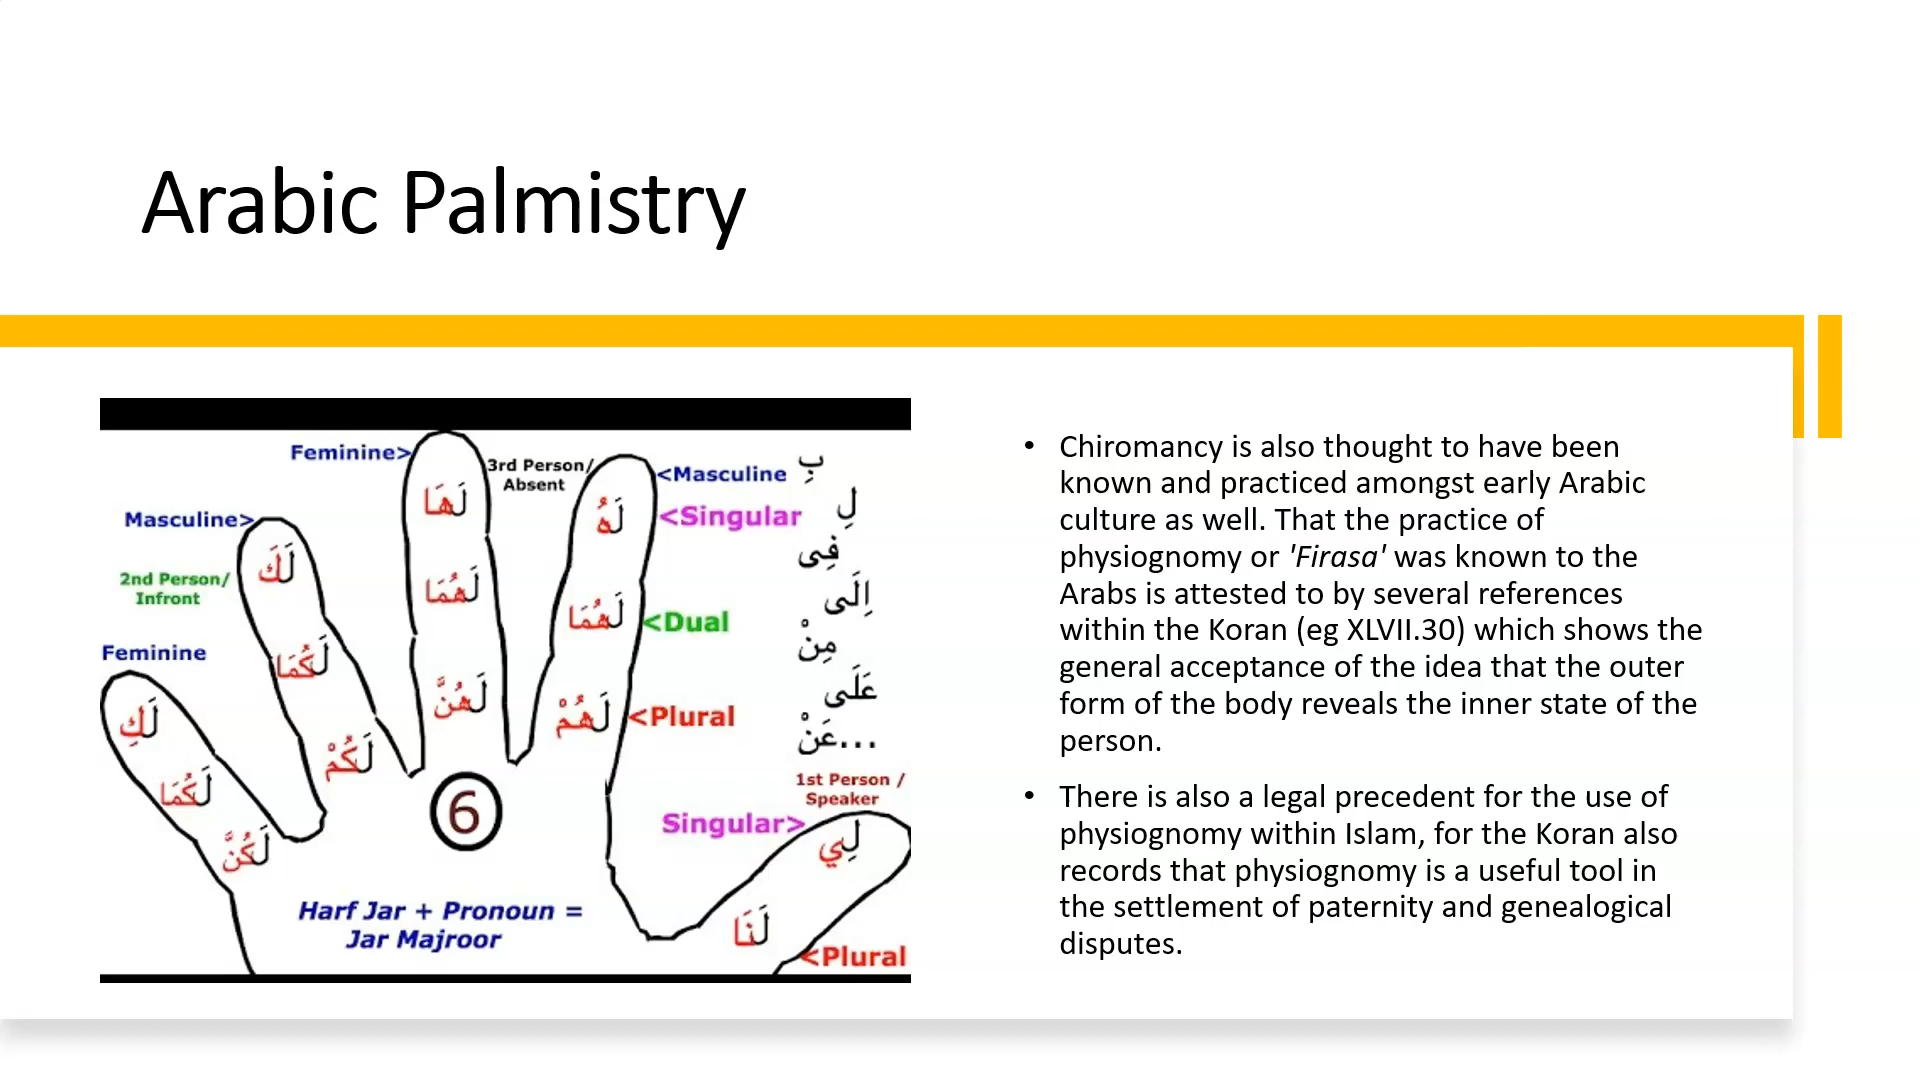 Arabic Palmistry
Feminine>
3rd Person/
Absent
<Masculine
<Singular
Masculine>
2nd Person/
Infront
Feminine
<Dual
<Plural
لَهَا
لَهُمَا
لَهُنَّ
لَهُ
لَهُمَا
لَهُمْ
لَكَ
لَكُمَا
لَكُمْ
لَكِ
لَكُمَا
لَكُنَّ
بِ
لِ
فِى
إِلَى
مِنْ
عَلَى
عَنْ...
1st Person /
Speaker
Singular>
لِي
لَنَا
<Plural
6
Harf Jar + Pronoun =
Jar Majroor
• Chiromancy is also thought to have been
known and practiced amongst early Arabic
culture as well. That the practice of
physiognomy or 'Firasa' was known to the
Arabs is attested to by several references
within the Koran (eg XLVII.30) which shows the
general acceptance of the idea that the outer
form of the body reveals the inner state of the
person.
• There is also a legal precedent for the use of
physiognomy within Islam, for the Koran also
records that physiognomy is a useful tool in
the settlement of paternity and genealogical
disputes.